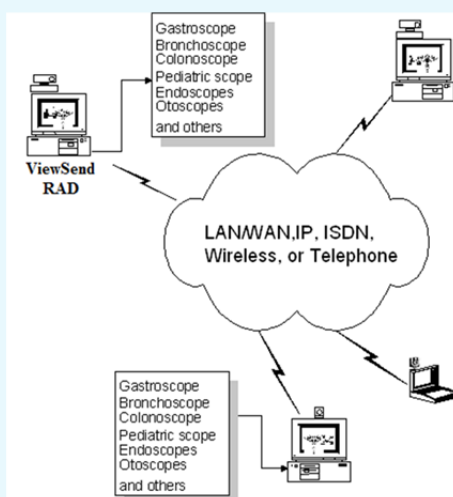 Gastroscope
Bronchoscope
Colonoscope
Pediatric scope
Endoscopes
Otoscopes
and others
ViewSend
RAD
LAN/WAN,IP, ISDN,
Wireless, or Telephone
Gastroscope
Bronchoscope
Colonoscope
Pediatric scope
Endoscopes
Otoscopes
and others